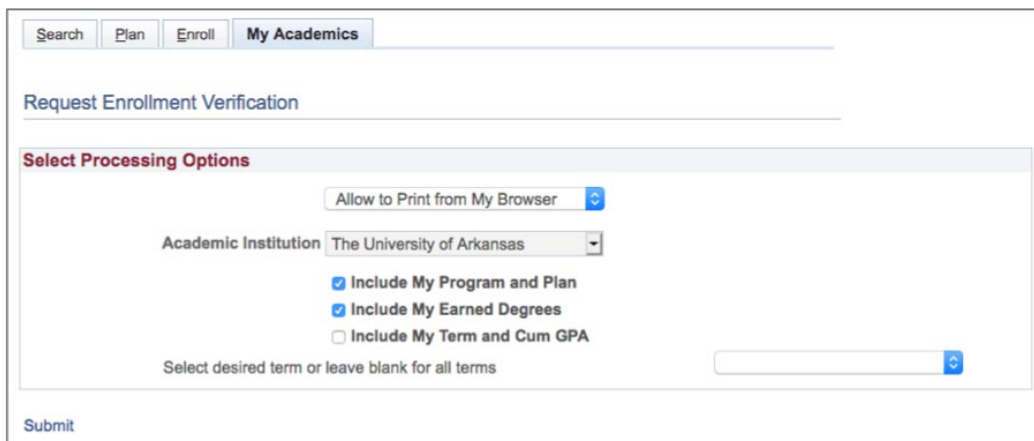 Search Plan Enroll My Academics
Request Enrollment Verification
Select Processing Options
Allow to Print from My Browser
Academic Institution The University of Arkansas
Include My Program and Plan
Include My Earned Degrees
Include My Term and Cum GPA
Select desired term or leave blank for all terms
Submit